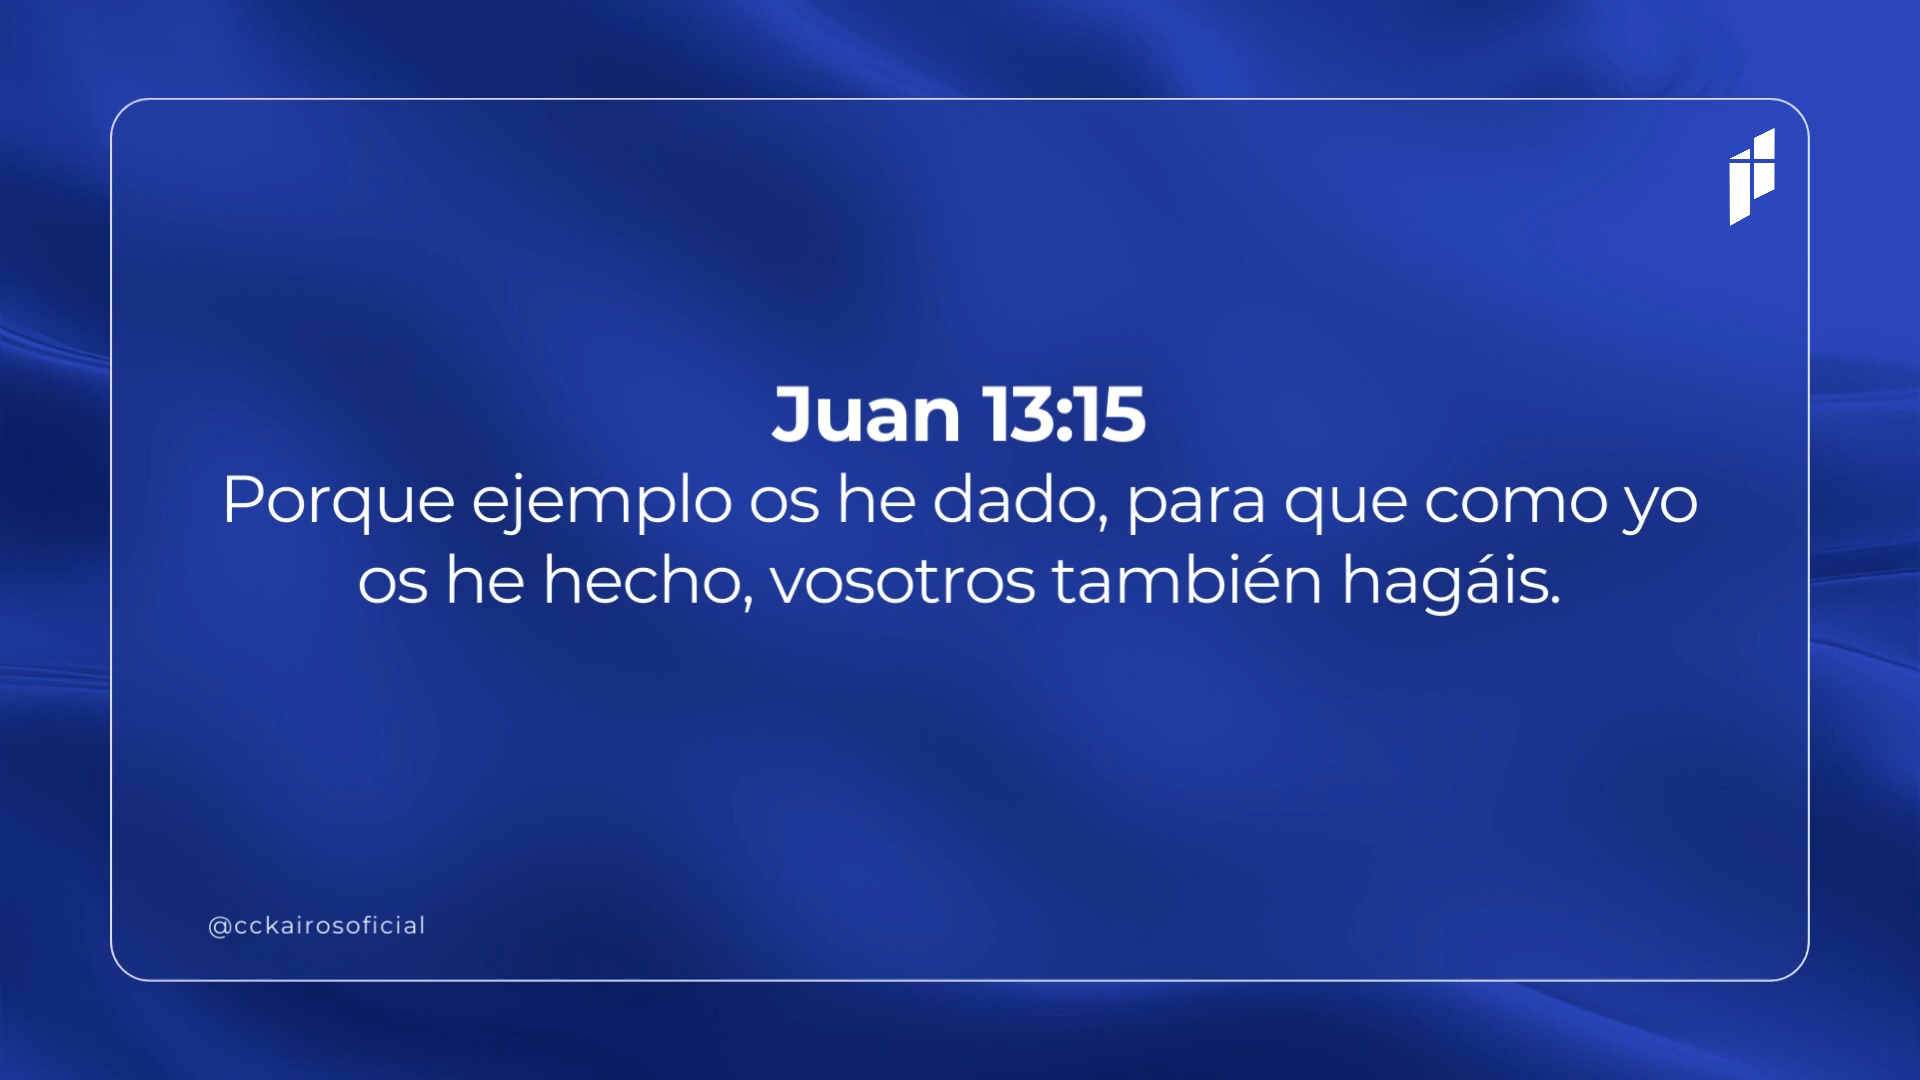 Juan 13:15
Porque ejemplo os he dado, para que como yo
os he hecho, vosotros también hagáis.
@cckairosoficial